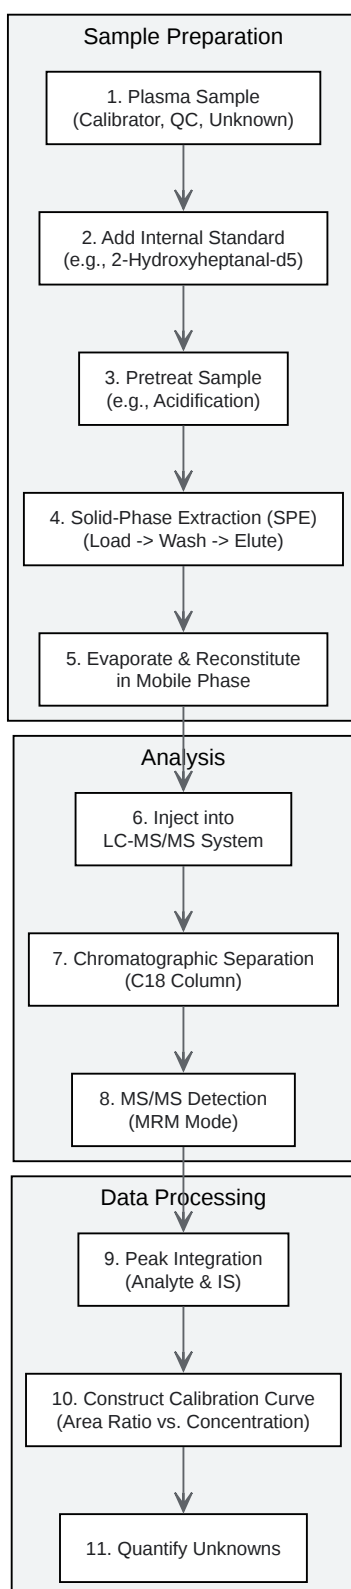 Sample Preparation
1. Plasma Sample
(Calibrator, QC, Unknown)
2. Add Internal Standard
(e.g., 2-Hydroxyheptanal-d5)
3. Pretreat Sample
(e.g., Acidification)
4. Solid-Phase Extraction (SPE)
(Load -> Wash -> Elute)
5. Evaporate & Reconstitute
in Mobile Phase
Analysis
6. Inject into
LC-MS/MS System
7. Chromatographic Separation
(C18 Column)
8. MS/MS Detection
(MRM Mode)
Data Processing
9. Peak Integration
(Analyte & IS)
10. Construct Calibration Curve
(Area Ratio vs. Concentration)
11. Quantify Unknowns